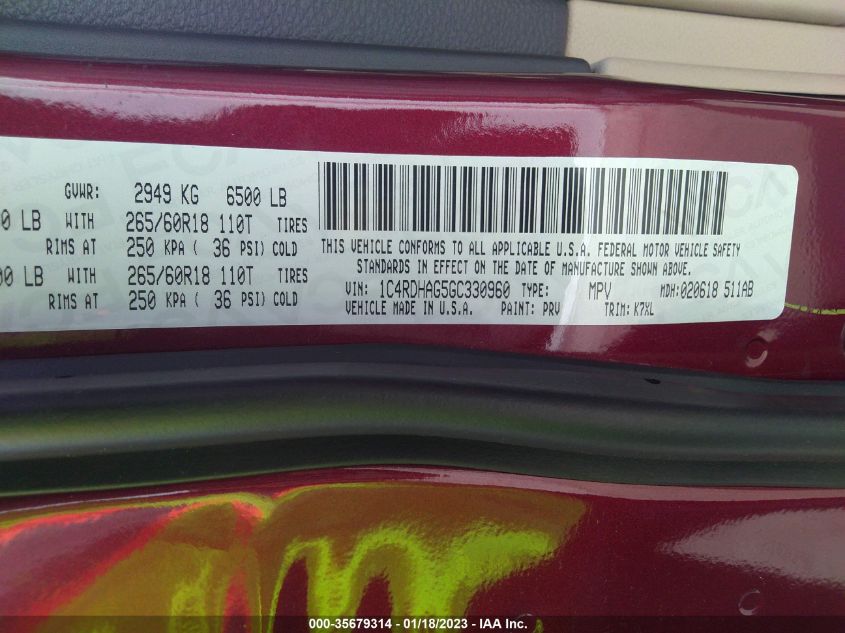 GVWR: 2949 KG 6500 LB
0 LB WITH 265/60R18 110T TIRES
RIMS AT 250 KPA ( 36 PSI) COLD
00 LB WITH 265/60R18 110T TIRES
RIMS AT 250 KPA ( 36 PSI) COLD
THIS VEHICLE CONFORMS TO ALL APPLICABLE U.S.A. FEDERAL MOTOR VEHICLE SAFETY
STANDARDS IN EFFECT ON THE DATE OF MANUFACTURE SHOWN ABOVE.
VIN: 1C4RDHAG5GC330960 TYPE: MPV MDH:020618 511AB
VEHICLE MADE IN U.S.A. PAINT: PRV TRIM: K7XL
000-35679314 - 01/18/2023 - IAA Inc.